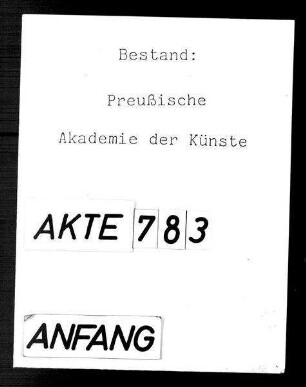 Bestand:
Preußische
Akademie der Künste
AKTE 783
ANFANG